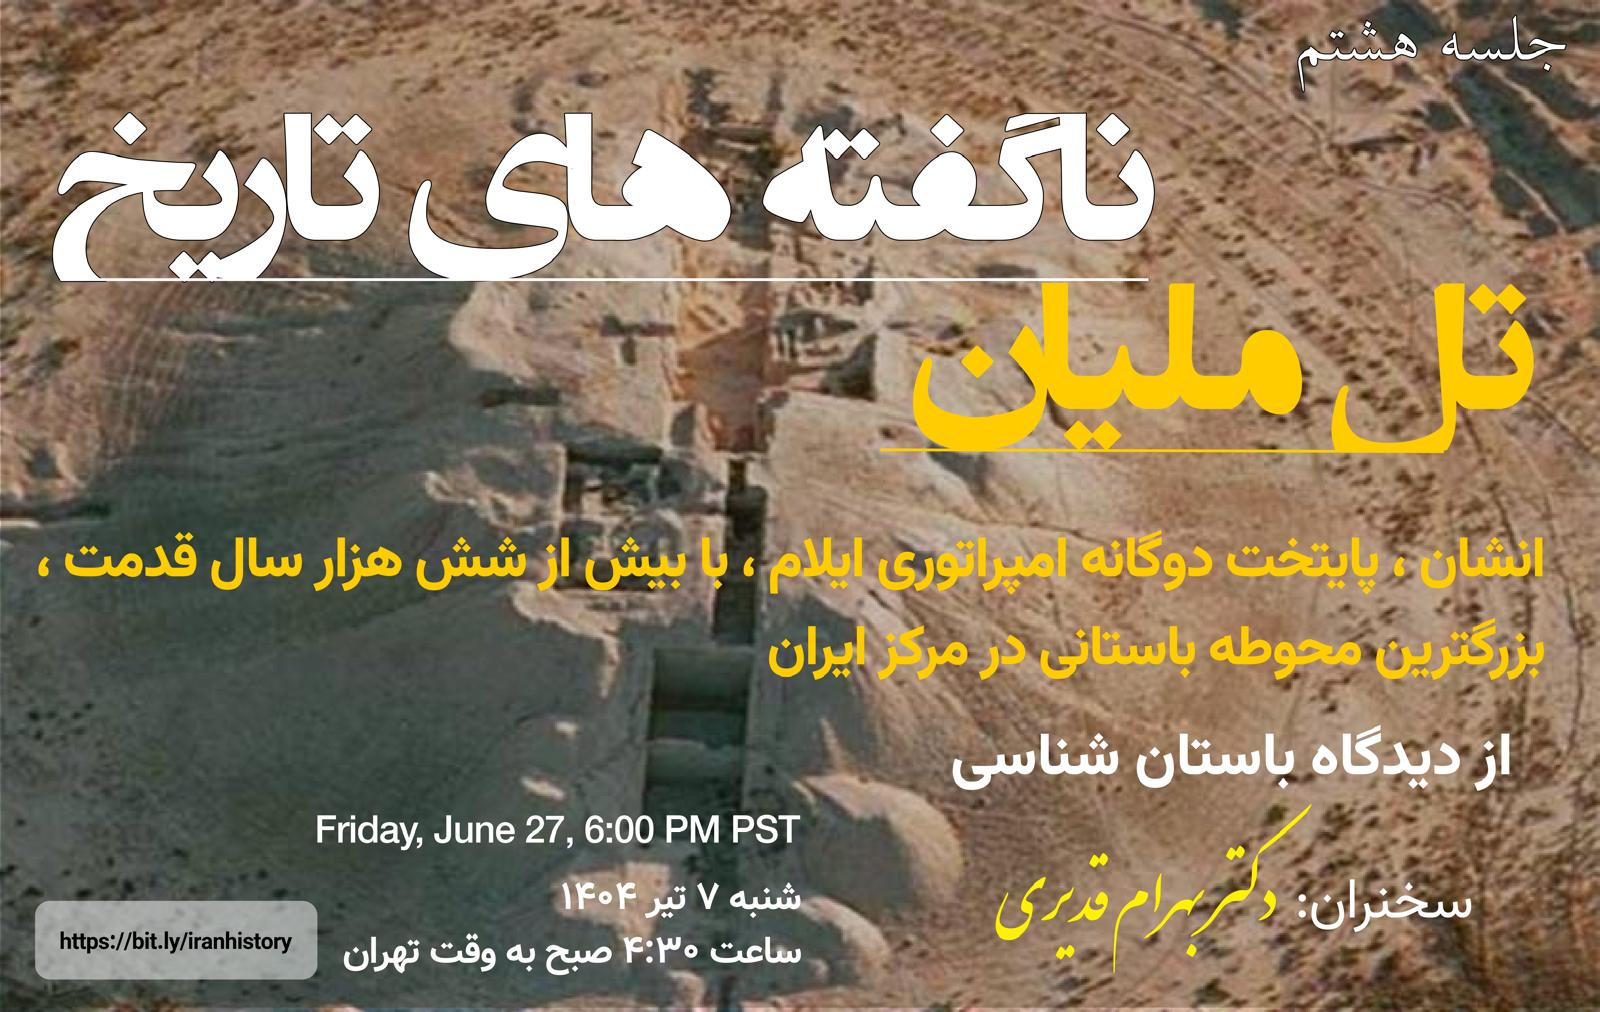 جلسه هشتم
ناگفته های تاریخ
تل ملیان
انشان ، پایتخت دوگانه امپراتوری ایلام ، با بیش از شش هزار سال قدمت ،
بزرگترین محوطه باستانی در مرکز ایران
از دیدگاه باستان شناسی
سخنران: دکتر بهرام قدیری
Friday, June 27, 6:00 PM PST
شنبه ۷ تیر ۱۴۰۴
ساعت ۴:۳۰ صبح به وقت تهران
https://bit.ly/iranhistory